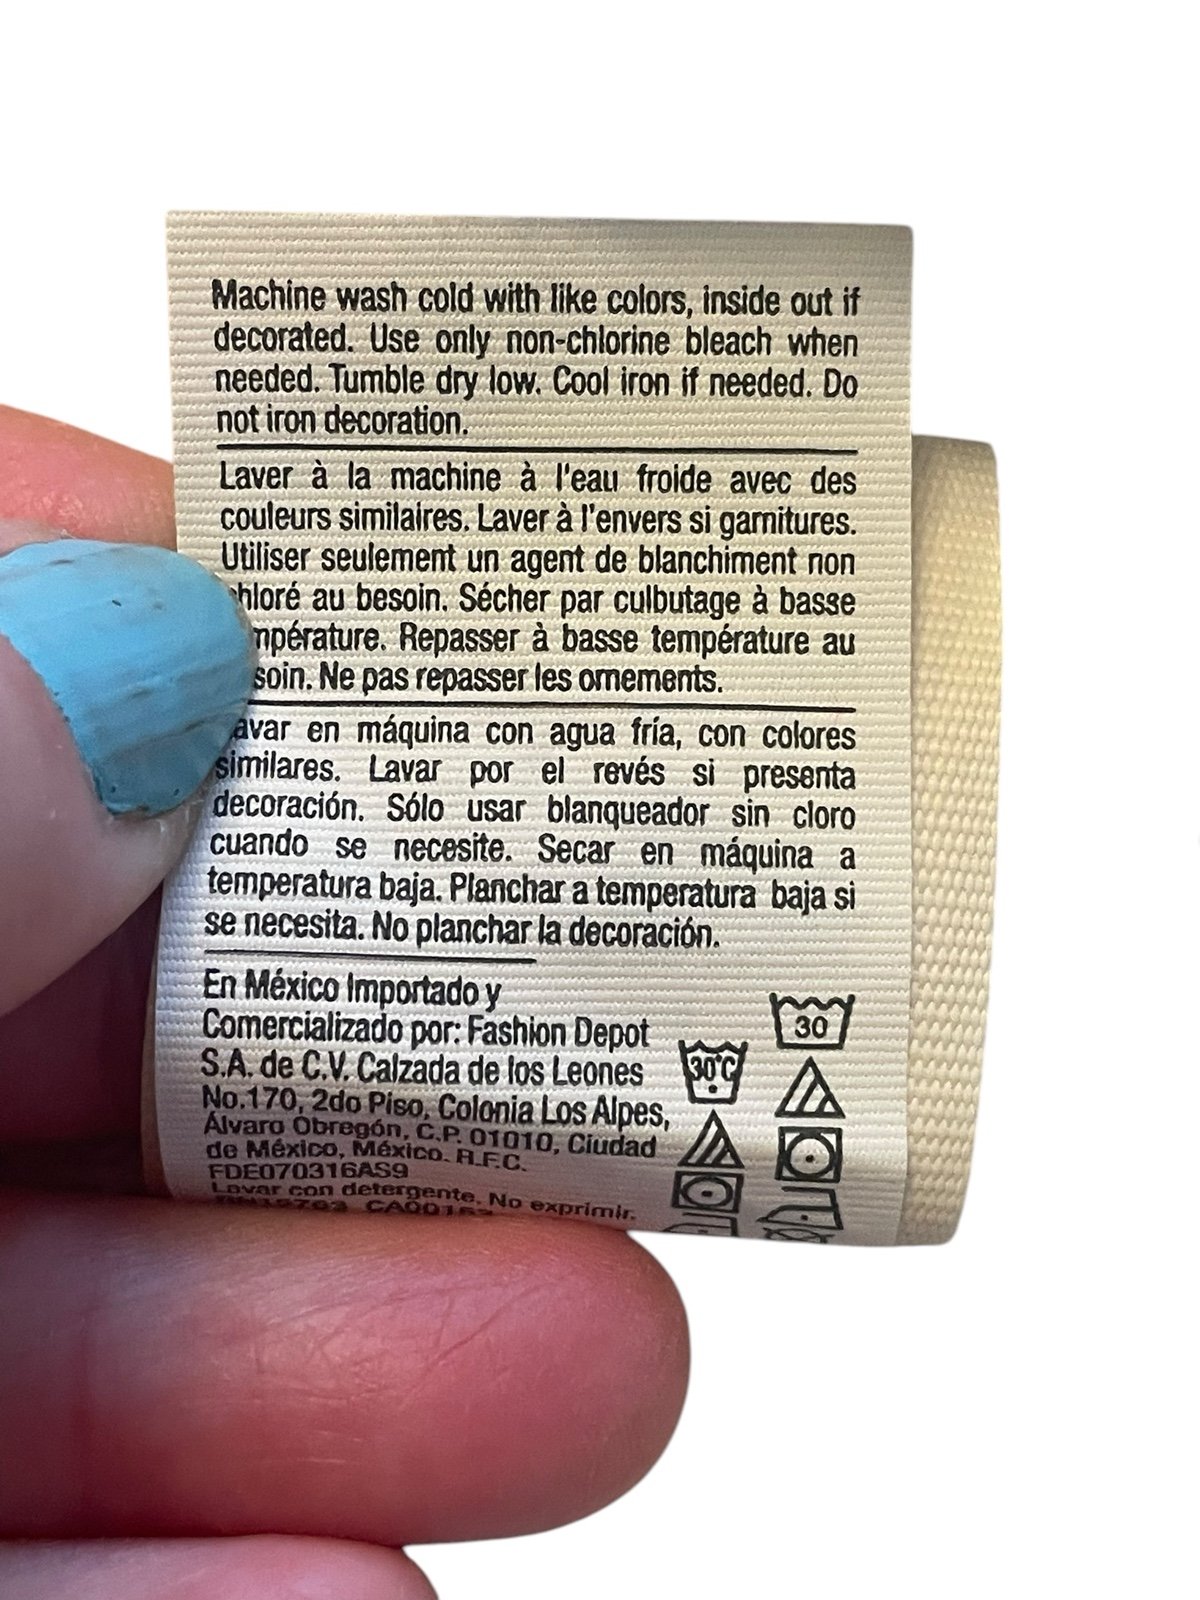 Machine wash cold with like colors, inside out if
decorated. Use only non-chlorine bleach when
needed. Tumble dry low. Cool iron if needed. Do
not iron decoration.
Laver à la machine à l'eau froide avec des
couleurs similaires. Laver à l'envers si garnitures.
Utiliser seulement un agent de blanchiment non
au besoin. Sécher par culbutage à basse
Repasser à basse température au
Ne pas repasser les ornements.
en máquina con agua fría, con colores
similares. Lavar por el revés si presenta
decoración. Sólo usar blanqueador sin cloro
cuando se necesite. Secar en máquina a
temperatura baja. Planchar a temperatura baja si
se necesita. No planchar la decoración.
En México Importado y
Comercializado por: Fashion Depot
S.A. de C.V. Calzada de los Leones
No.170, 2do Piso, Colonia Los Alpes,
Álvaro Obregón, C.P. 01010, Ciudad
de México, México. R.F.C.
FDE070316AS9
Lavar con detergente. No exprimir.
30°C
30